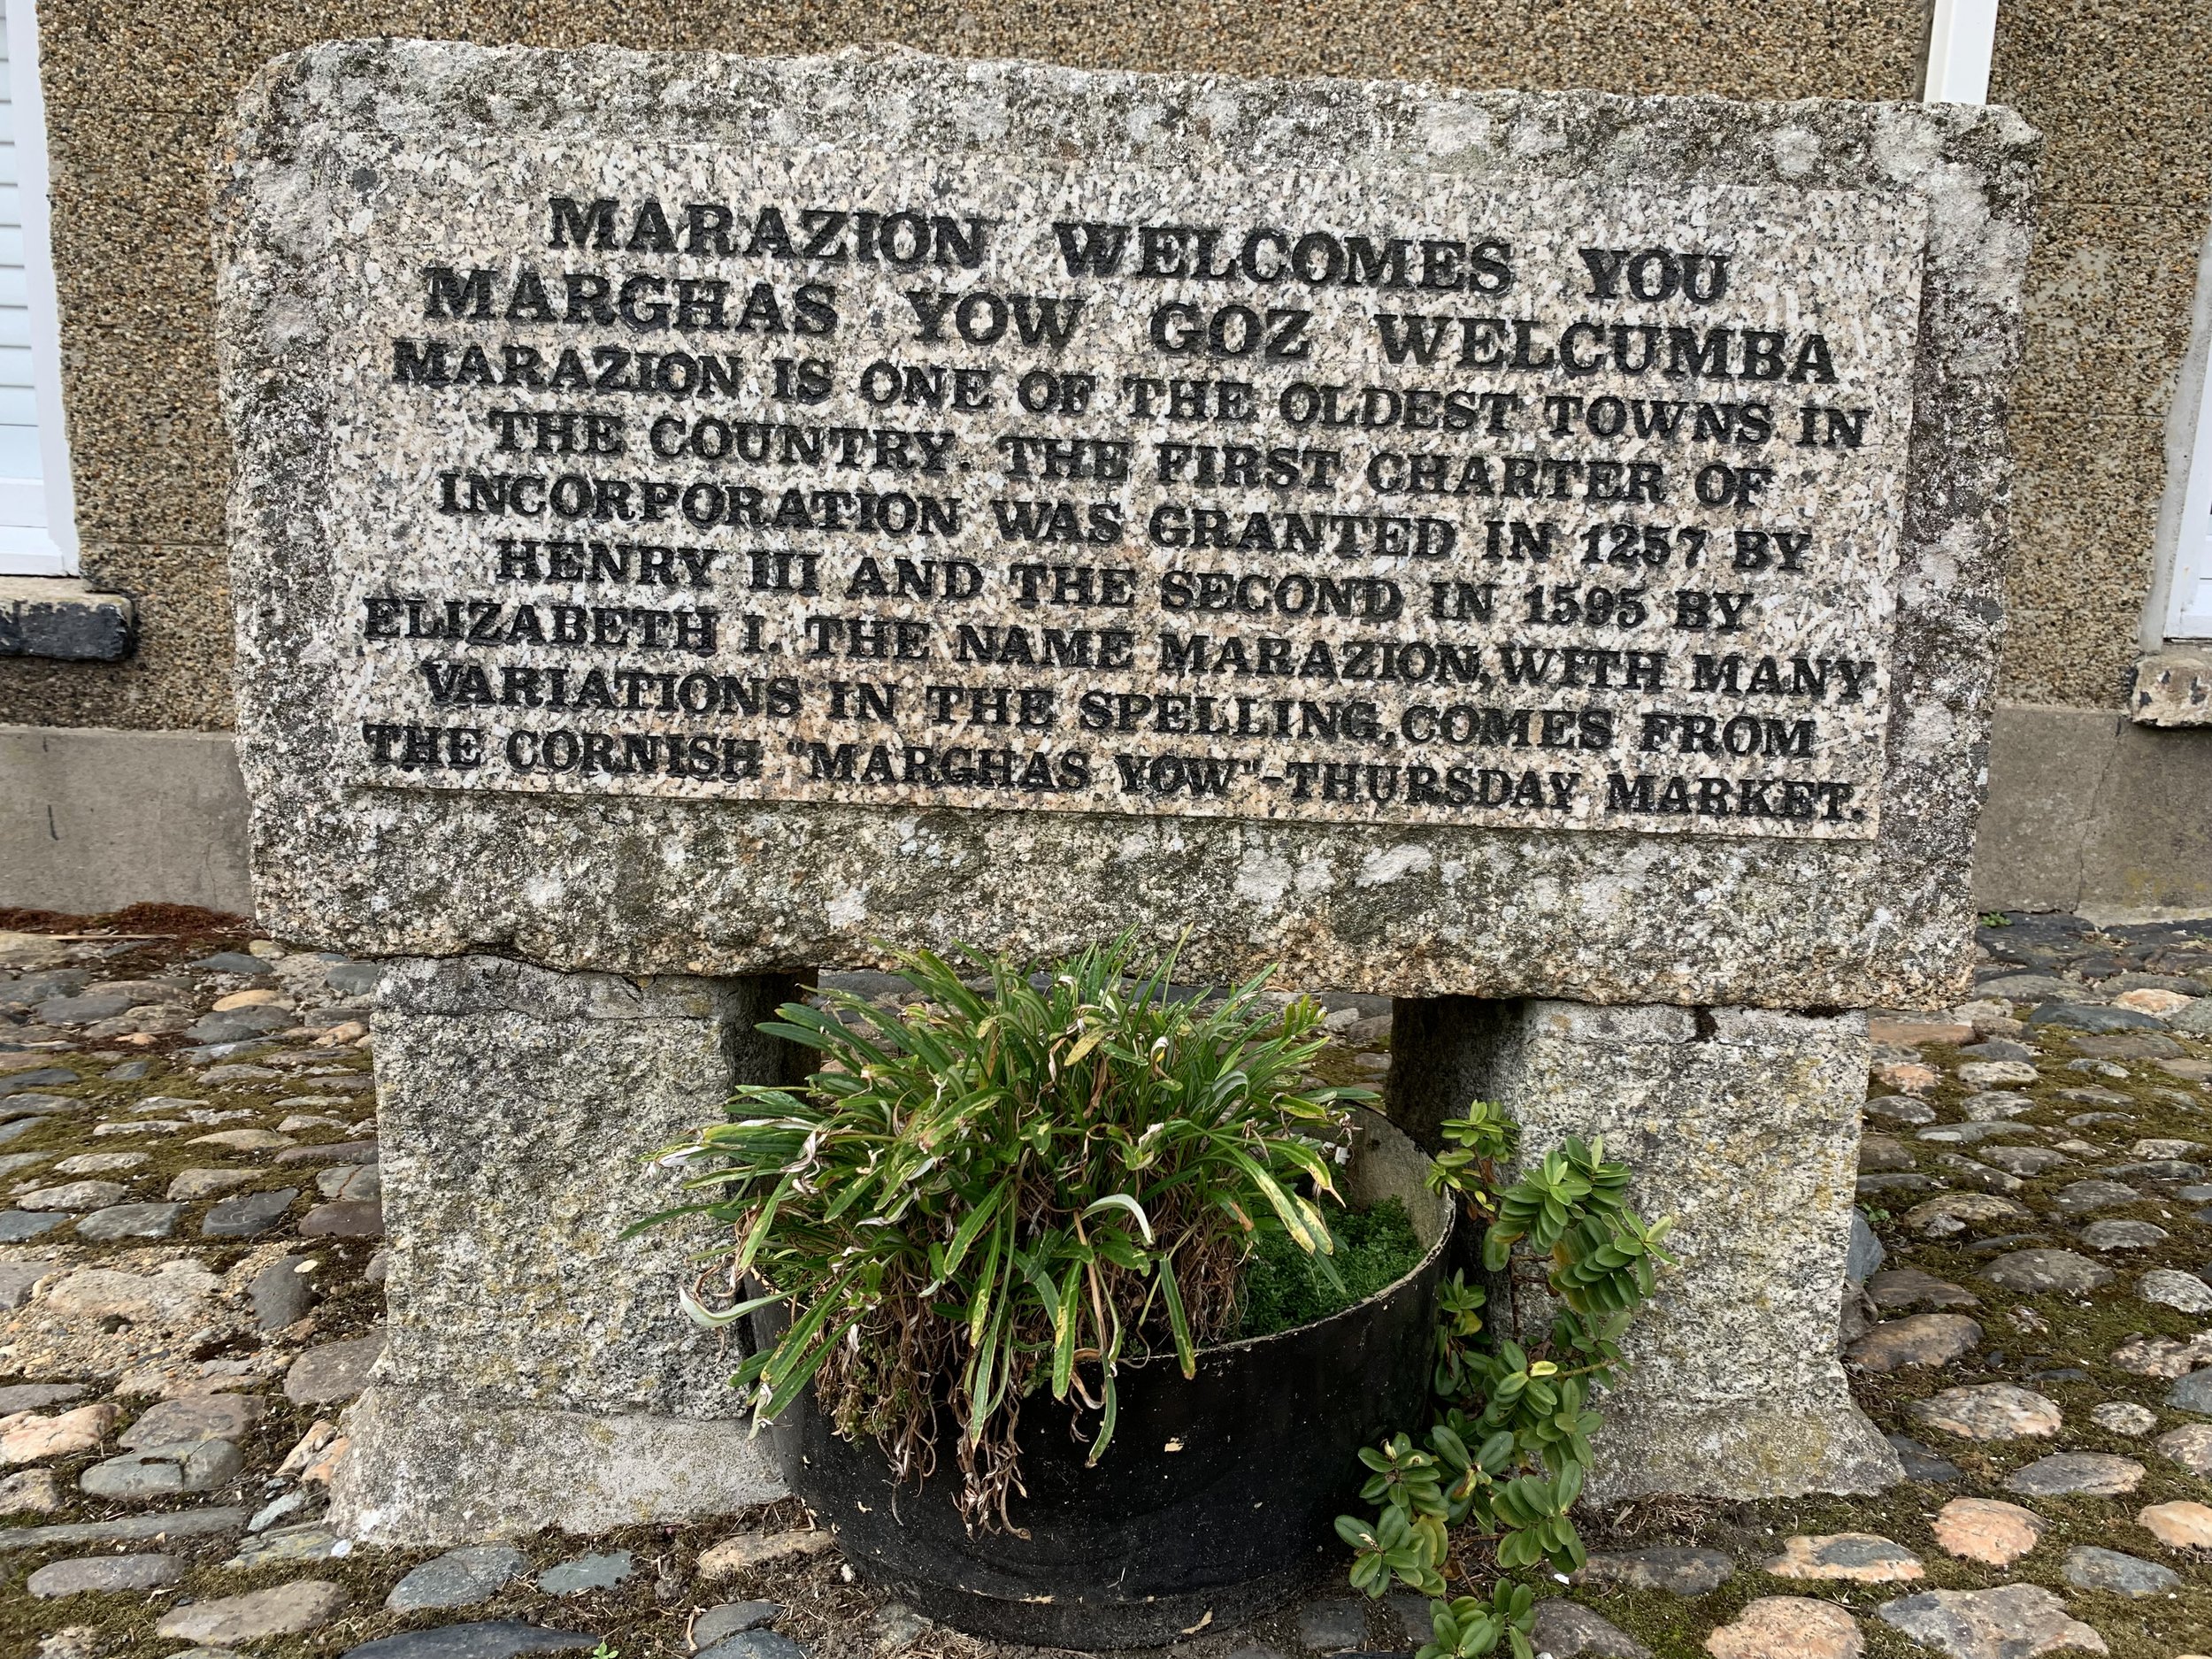 MARAZION WELCOMES YOU
MARGHAS YOW GOZ WELCUMBA
MARAZION IS ONE OF THE OLDEST TOWNS IN
THE COUNTRY. THE FIRST CHARTER OF
INCORPORATION WAS GRANTED IN 1257 BY
HENRY III AND THE SECOND IN 1595 BY
ELIZABETH I. THE NAME MARAZION, WITH MANY
VARIATIONS IN THE SPELLING, COMES FROM
THE CORNISH "MARGHAS YOW"-THURSDAY MARKET.